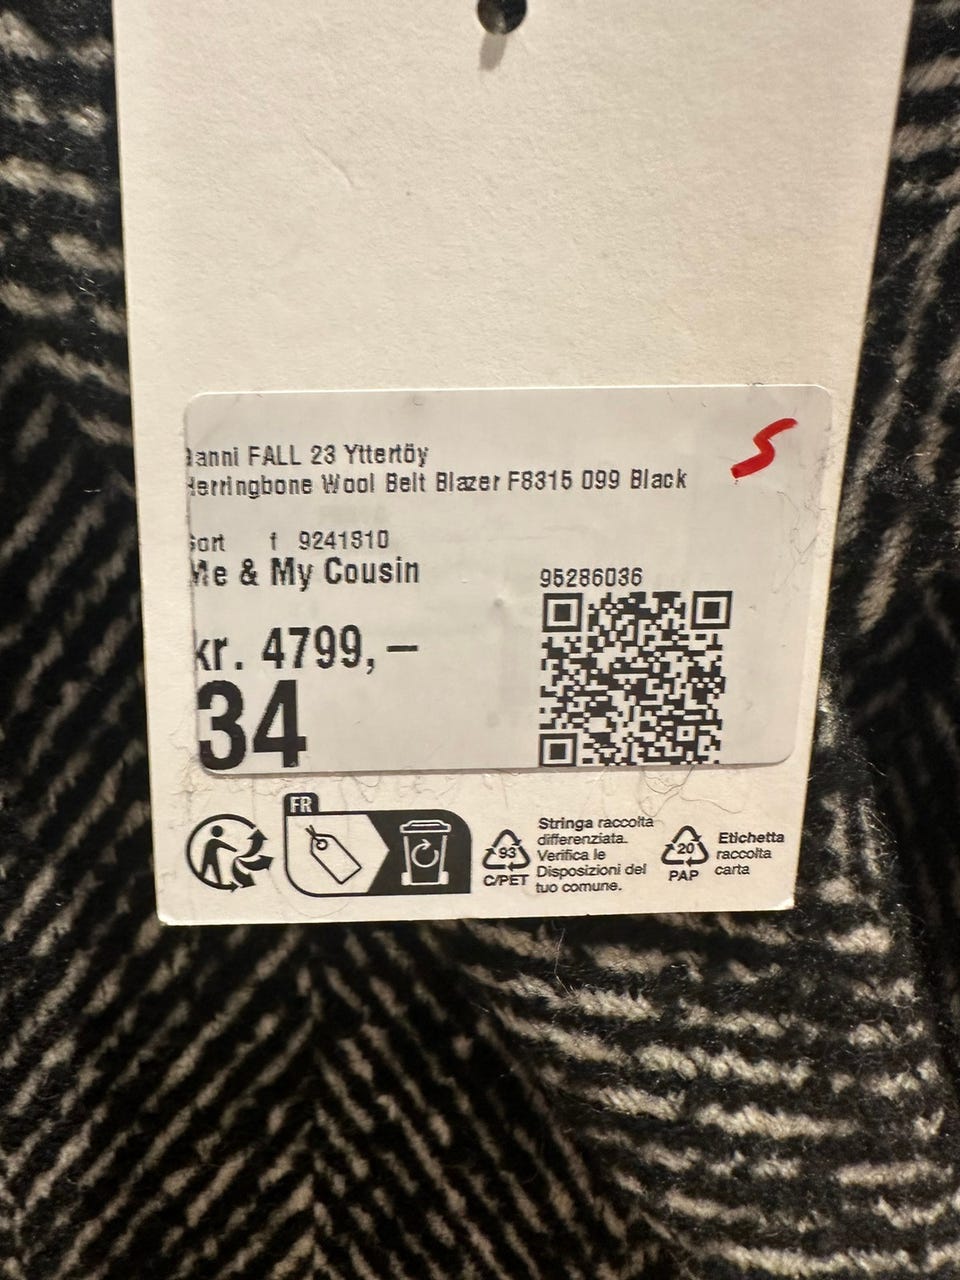 anni FALL 23 Yttertöy
Herringbone Wool Belt Blazer F8315 099 Black
S
Sort f 9241810
Me & My Cousin
95286036
kr. 4799,-
34
FR
93
C/PET
Stringa raccolta
differenziata.
Verifica le
Disposizioni del
tuo comune.
20
PAP
Etichetta
raccolta
carta